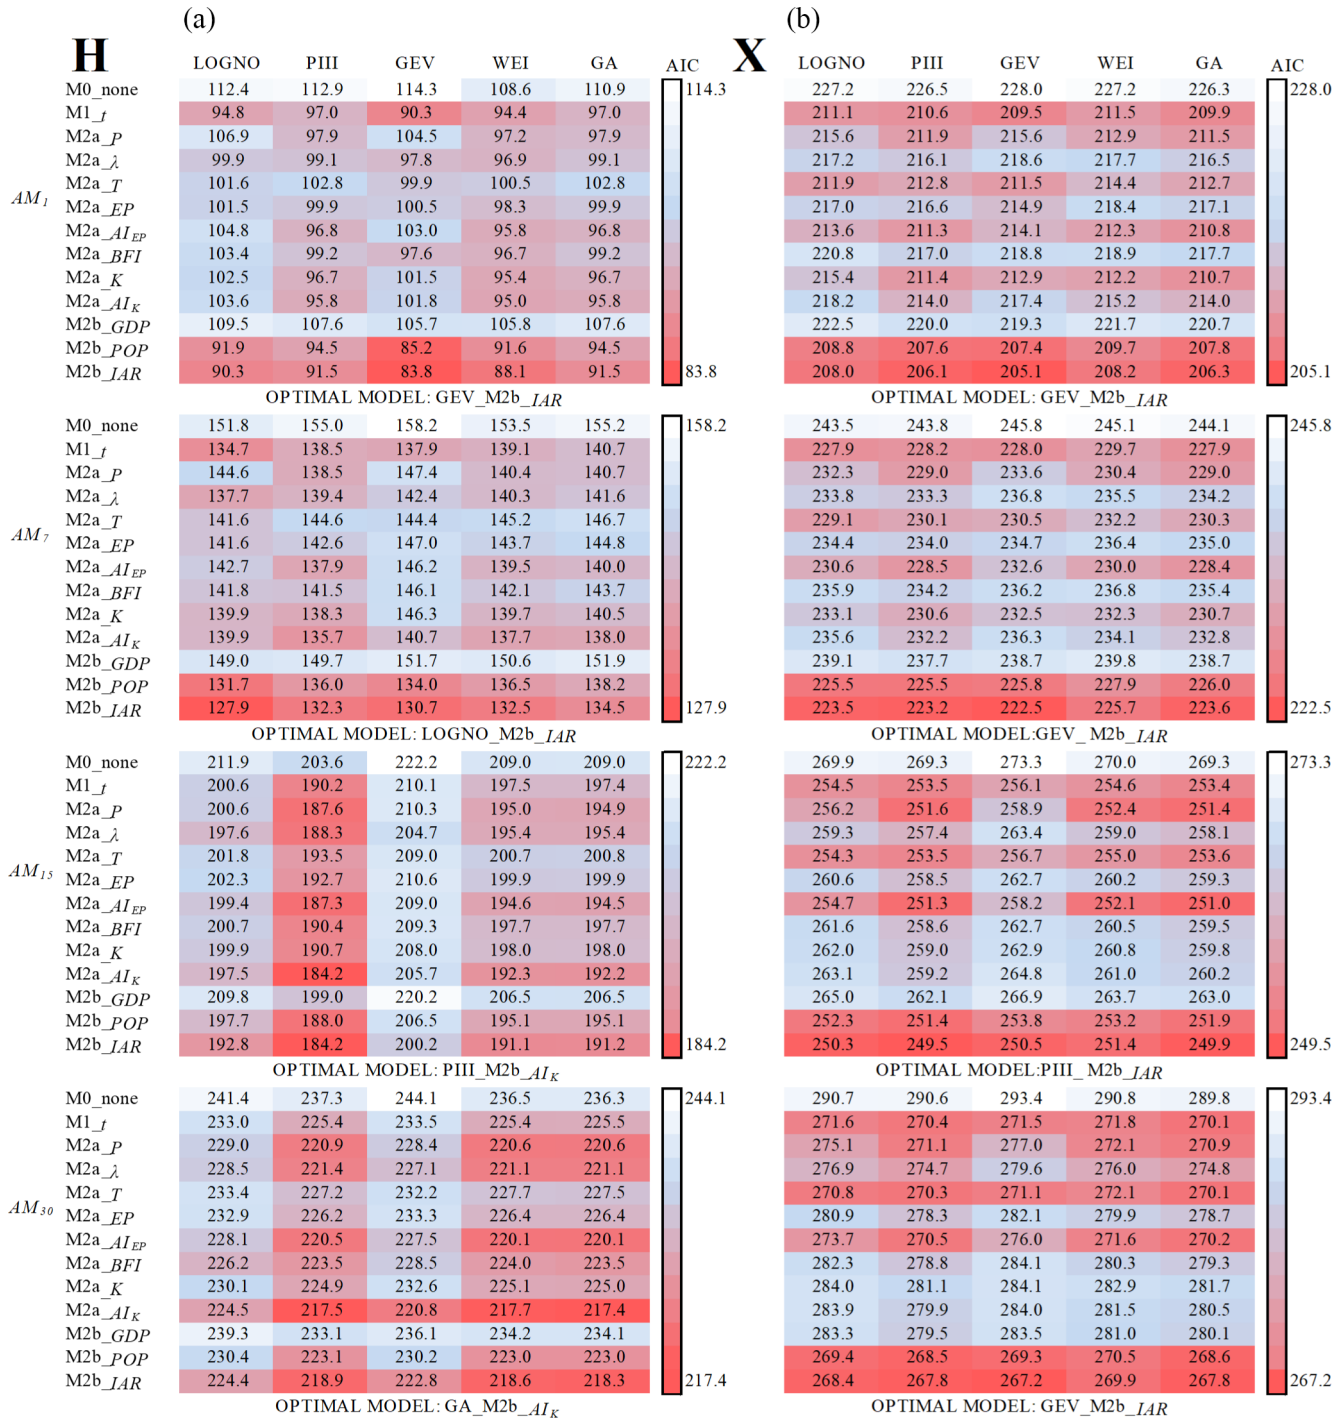 (a) (b)
H LOGNO PIII GEV WEI GA AIC X LOGNO PIII GEV WEI GA AIC
M0_none 112.4 112.9 114.3 108.6 110.9 114.3 227.2 226.5 228.0 227.2 226.3 228.0
M1_t 94.8 97.0 90.3 94.4 97.0 211.1 210.6 209.5 211.5 209.9
M2a_P 106.9 97.9 104.5 97.2 97.9 215.6 211.9 215.6 212.9 211.5
M2a_λ 99.9 99.1 97.8 96.9 99.1 217.2 216.1 218.6 217.7 216.5
M2a_T 101.6 102.8 99.9 100.5 102.8 211.9 212.8 211.5 214.4 212.7
AM1 M2a_EP 101.5 99.9 100.5 98.3 99.9 217.0 216.6 214.9 218.4 217.1
M2a_AIEP 104.8 96.8 103.0 95.8 96.8 213.6 211.3 214.1 212.3 210.8
M2a_BFI 103.4 99.2 97.6 96.7 99.2 220.8 217.0 218.8 218.9 217.7
M2a_K 102.5 96.7 101.5 95.4 96.7 215.4 211.4 212.9 212.2 210.7
M2a_AIK 103.6 95.8 101.8 95.0 95.8 218.2 214.0 217.4 215.2 214.0
M2b_GDP 109.5 107.6 105.7 105.8 107.6 222.5 220.0 219.3 221.7 220.7
M2b_POP 91.9 94.5 85.2 91.6 94.5 208.8 207.6 207.4 209.7 207.8
M2b_IAR 90.3 91.5 83.8 88.1 91.5 83.8 208.0 206.1 205.1 208.2 206.3 205.1
OPTIMAL MODEL: GEV_M2b_IAR OPTIMAL MODEL: GEV_M2b_IAR
M0_none 151.8 155.0 158.2 153.5 155.2 158.2 243.5 243.8 245.8 245.1 244.1 245.8
M1_t 134.7 138.5 137.9 139.1 140.7 227.9 228.2 228.0 229.7 227.9
M2a_P 144.6 138.5 147.4 140.4 140.7 232.3 229.0 233.6 230.4 229.0
M2a_λ 137.7 139.4 142.4 140.3 141.6 233.8 233.3 236.8 235.5 234.2
M2a_T 141.6 144.6 144.4 145.2 146.7 229.1 230.1 230.5 232.2 230.3
AM7 M2a_EP 141.6 142.6 147.0 143.7 144.8 234.4 234.0 234.7 236.4 235.0
M2a_AIEP 142.7 137.9 146.2 139.5 140.0 230.6 228.5 232.6 230.0 228.4
M2a_BFI 141.8 141.5 146.1 142.1 143.7 235.9 234.2 236.2 236.8 235.4
M2a_K 139.9 138.3 146.3 139.7 140.5 233.1 230.6 232.5 232.3 230.7
M2a_AIK 139.9 135.7 140.7 137.7 138.0 235.6 232.2 236.3 234.1 232.8
M2b_GDP 149.0 149.7 151.7 150.6 151.9 239.1 237.7 238.7 239.8 238.7
M2b_POP 131.7 136.0 134.0 136.5 138.2 225.5 225.5 225.8 227.9 226.0
M2b_IAR 127.9 132.3 130.7 132.5 134.5 127.9 223.5 223.2 222.5 225.7 223.6 222.5
OPTIMAL MODEL: LOGNO_M2b_IAR OPTIMAL MODEL:GEV_M2b_IAR
M0_none 211.9 203.6 222.2 209.0 209.0 222.2 269.9 269.3 273.3 270.0 269.3 273.3
M1_t 200.6 190.2 210.1 197.5 197.4 254.5 253.5 256.1 254.6 253.4
M2a_P 200.6 187.6 210.3 195.0 194.9 256.2 251.6 258.9 252.4 251.4
M2a_λ 197.6 188.3 204.7 195.4 195.4 259.3 257.4 263.4 259.0 258.1
M2a_T 201.8 193.5 209.0 200.7 200.8 254.3 253.5 256.7 255.0 253.6
AM15 M2a_EP 202.3 192.7 210.6 199.9 199.9 260.6 258.5 262.7 260.2 259.3
M2a_AIEP 199.4 187.3 209.0 194.6 194.5 254.7 251.3 258.2 252.1 251.0
M2a_BFI 200.7 190.4 209.3 197.7 197.7 261.6 258.6 262.7 260.5 259.5
M2a_K 199.9 190.7 208.0 198.0 198.0 262.0 259.0 262.9 260.8 259.8
M2a_AIK 197.5 184.2 205.7 192.3 192.2 263.1 259.2 264.8 261.0 260.2
M2b_GDP 209.8 199.0 220.2 206.5 206.5 265.0 262.1 266.9 263.7 263.0
M2b_POP 197.7 188.0 206.5 195.1 195.1 252.3 251.4 253.8 253.2 251.9
M2b_IAR 192.8 184.2 200.2 191.1 191.2 184.2 250.3 249.5 250.5 251.4 249.9 249.5
OPTIMAL MODEL: PIII_M2b_AIK OPTIMAL MODEL:PIII_M2b_IAR
M0_none 241.4 237.3 244.1 236.5 236.3 244.1 290.7 290.6 293.4 290.8 289.8 293.4
M1_t 233.0 225.4 233.5 225.4 225.5 271.6 270.4 271.5 271.8 270.1
M2a_P 229.0 220.9 228.4 220.6 220.6 275.1 271.1 277.0 272.1 270.9
M2a_λ 228.5 221.4 227.1 221.1 221.1 276.9 274.7 279.6 276.0 274.8
M2a_T 233.4 227.2 232.2 227.7 227.5 270.8 270.3 271.1 272.1 270.1
AM30 M2a_EP 232.9 226.2 233.3 226.4 226.4 280.9 278.3 282.1 279.9 278.7
M2a_AIEP 228.1 220.5 227.5 220.1 220.1 273.7 270.5 276.0 271.6 270.2
M2a_BFI 226.2 223.5 228.5 224.0 223.5 282.3 278.8 284.1 280.3 279.3
M2a_K 230.1 224.9 232.6 225.1 225.0 284.0 281.1 284.1 282.9 281.7
M2a_AIK 224.5 217.5 220.8 217.7 217.4 283.9 279.9 284.0 281.5 280.5
M2b_GDP 239.3 233.1 236.1 234.2 234.1 283.3 279.5 283.5 281.0 280.1
M2b_POP 230.4 223.1 230.2 223.0 223.0 269.4 268.5 269.3 270.5 268.6
M2b_IAR 224.4 218.9 222.8 218.6 218.3 217.4 268.4 267.8 267.2 269.9 267.8 267.2
OPTIMAL MODEL: GA_M2b_AIK OPTIMAL MODEL: GEV_M2b_IAR